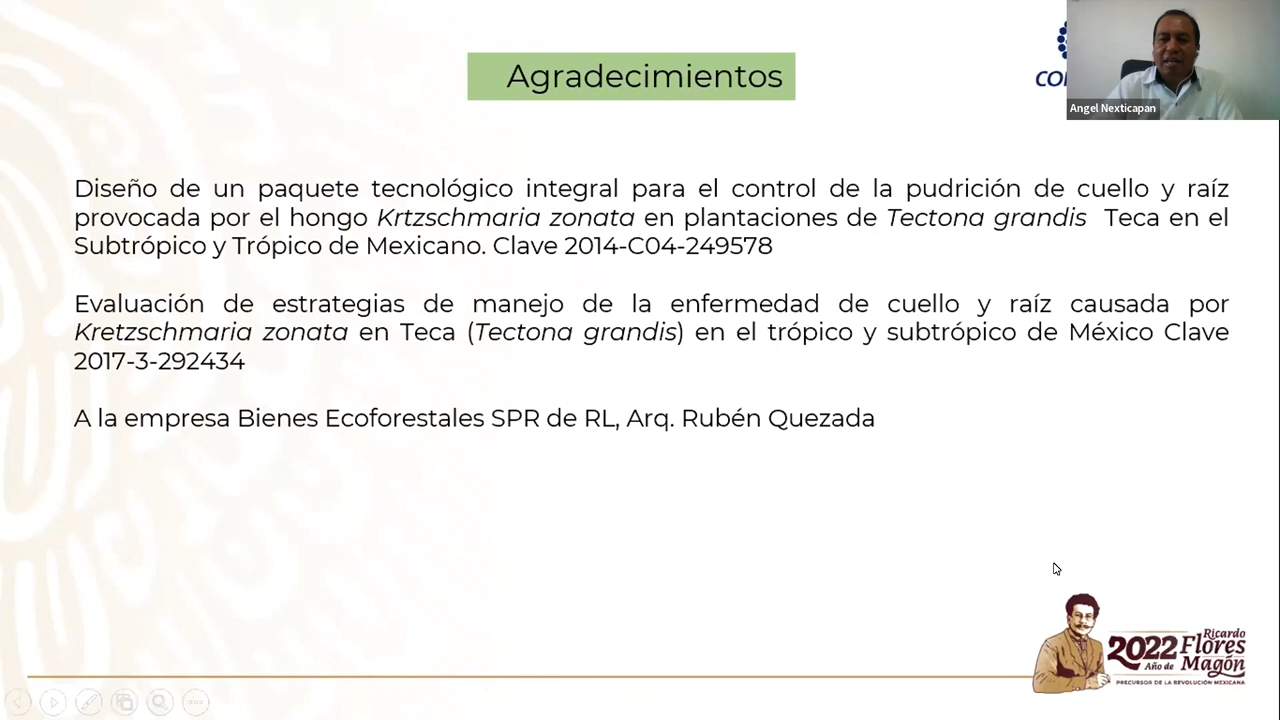 Agradecimientos
Angel Nexticapan
Diseño de un paquete tecnológico integral para el control de la pudrición de cuello y raíz
provocada por el hongo Krtzschmaria zonata en plantaciones de Tectona grandis Teca en el
Subtrópico y Trópico de Mexicano. Clave 2014-C04-249578
Evaluación de estrategias de manejo de la enfermedad de cuello y raíz causada por
Kretzschmaria zonata en Teca (Tectona grandis) en el trópico y subtrópico de México Clave
2017-3-292434
A la empresa Bienes Ecoforestales SPR de RL, Arq. Rubén Quezada
2022 Ricardo
Flores
Año de Magón
PRECURSOR DE LA REVOLUCIÓN MEXICANA